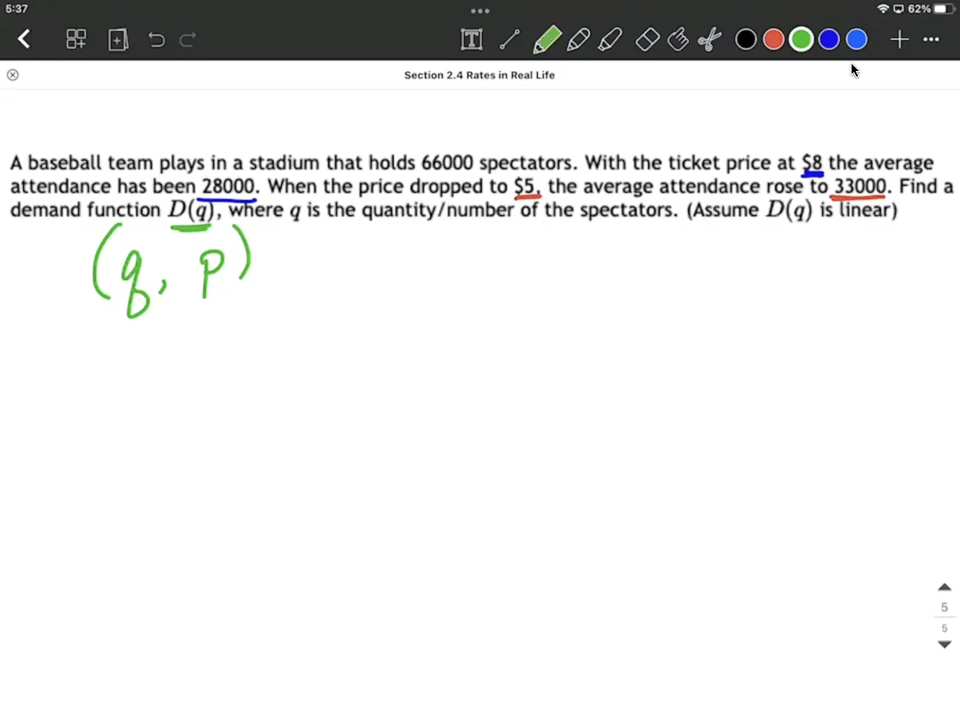 5:37
62%
T
Section 2.4 Rates in Real Life
A baseball team plays in a stadium that holds 66000 spectators. With the ticket price at $8 the average
attendance has been 28000. When the price dropped to $5, the average attendance rose to 33000. Find a
demand function D(q), where q is the quantity/number of the spectators. (Assume D(q) is linear)
(q, p)
5
5